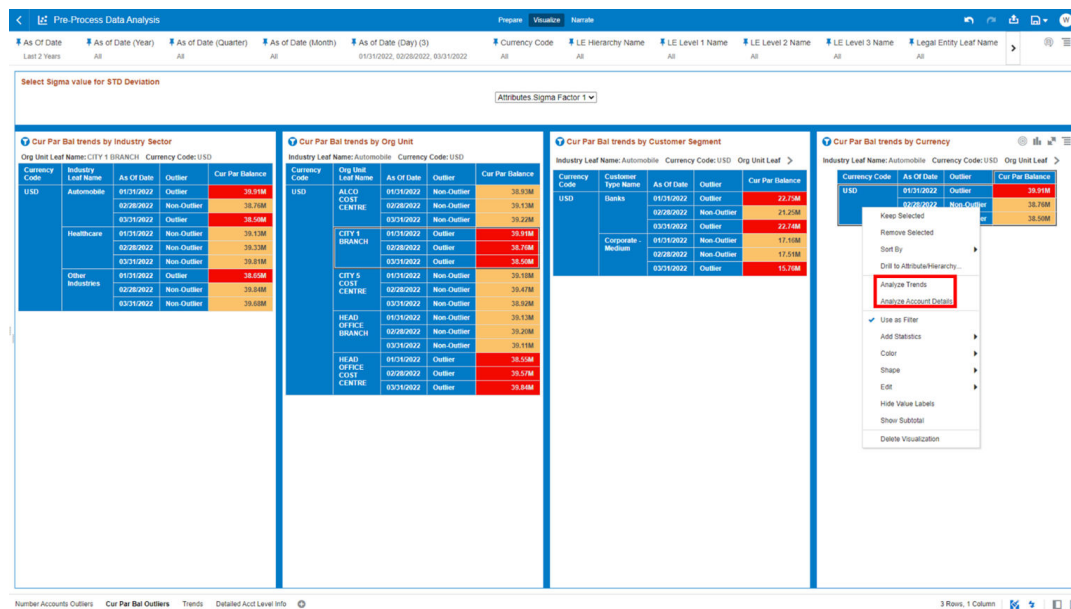 Pre-Process Data Analysis
Prepare Visualize Narrate
W
As Of Date As of Date (Year) As of Date (Quarter) As of Date (Month) As of Date (Day) (3) Currency Code LE Hierarchy Name LE Level 1 Name LE Level 2 Name LE Level 3 Name Legal Entity Leaf Name
Last 2 Years All All All 01/31/2022, 02/28/2022, 03/31/2022 All All All All All All
Select Sigma value for STD Deviation
Attributes Sigma Factor 1
Cur Par Bal trends by Industry Sector
Org Unit Leaf Name: CITY 1 BRANCH Currency Code: USD
Currency Code Industry Leaf Name As Of Date Outlier Cur Par Balance
USD Automobile 01/31/2022 Outlier 39.91M
02/28/2022 Non-Outlier 38.76M
03/31/2022 Outlier 38.50M
Healthcare 01/31/2022 Non-Outlier 39.13M
02/28/2022 Non-Outlier 39.33M
03/31/2022 Non-Outlier 39.81M
Other Industries 01/31/2022 Outlier 38.65M
02/28/2022 Non-Outlier 39.84M
03/31/2022 Non-Outlier 39.68M
Cur Par Bal trends by Org Unit
Industry Leaf Name: Automobile Currency Code: USD
Currency Code Org Unit Leaf Name As Of Date Outlier Cur Par Balance
USD ALCO COST CENTRE 01/31/2022 Non-Outlier 38.93M
02/28/2022 Non-Outlier 39.13M
03/31/2022 Non-Outlier 39.22M
CITY 1 BRANCH 01/31/2022 Outlier 39.91M
02/28/2022 Outlier 38.76M
03/31/2022 Outlier 38.50M
CITY 5 COST CENTRE 01/31/2022 Non-Outlier 39.18M
02/28/2022 Non-Outlier 39.47M
03/31/2022 Non-Outlier 38.92M
HEAD OFFICE BRANCH 01/31/2022 Non-Outlier 39.13M
02/28/2022 Non-Outlier 39.20M
03/31/2022 Non-Outlier 39.11M
HEAD OFFICE COST CENTRE 01/31/2022 Outlier 38.55M
02/28/2022 Outlier 39.57M
03/31/2022 Outlier 39.84M
Cur Par Bal trends by Customer Segment
Industry Leaf Name: Automobile Currency Code: USD Org Unit Leaf
Currency Code Customer Type Name As Of Date Outlier Cur Par Balance
USD Banks 01/31/2022 Outlier 22.75M
02/28/2022 Non-Outlier 21.25M
03/31/2022 Outlier 22.74M
Corporate - Medium 01/31/2022 Non-Outlier 17.16M
02/28/2022 Non-Outlier 17.51M
03/31/2022 Outlier 15.76M
Cur Par Bal trends by Currency
Industry Leaf Name: Automobile Currency Code: USD Org Unit Leaf
Currency Code As Of Date Outlier Cur Par Balance
USD 01/31/2022 Outlier 39.91M
02/28/2022 Non-Outlier 38.76M
38.50M
Keep Selected
Remove Selected
Sort By
Drill to Attribute/Hierarchy...
Analyze Trends
Analyze Account Details
Use as Filter
Add Statistics
Color
Shape
Edit
Hide Value Labels
Show Subtotal
Delete Visualization
Number Accounts Outliers Cur Par Bal Outliers Trends Detailed Acct Level Info
3 Rows, 1 Column